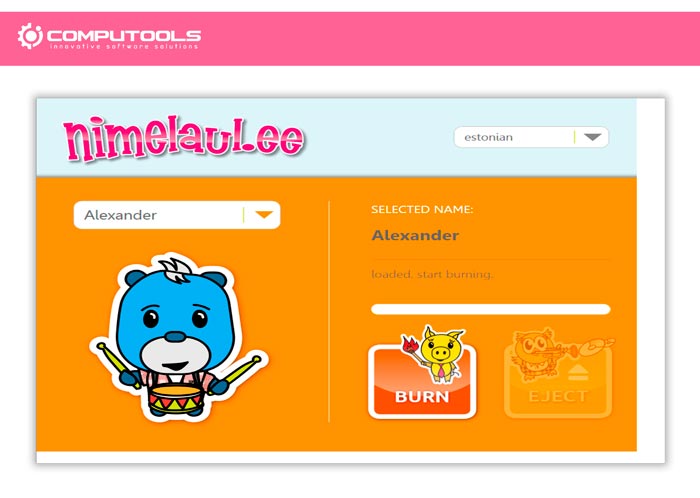 COMPUTOOLS
innovative software solutions
nimelaul.ee
estonian
Alexander
SELECTED NAME:
Alexander
loaded. start burning.
BURN
EJECT